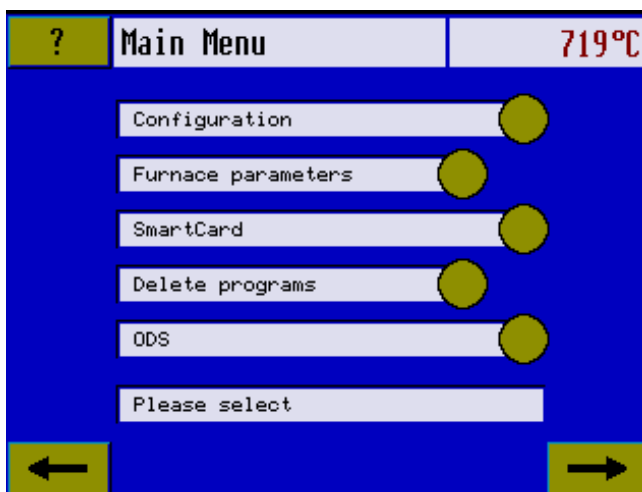 ?
Main Menu
719°C
Configuration
Furnace parameters
SmartCard
Delete programs
ODS
Please select